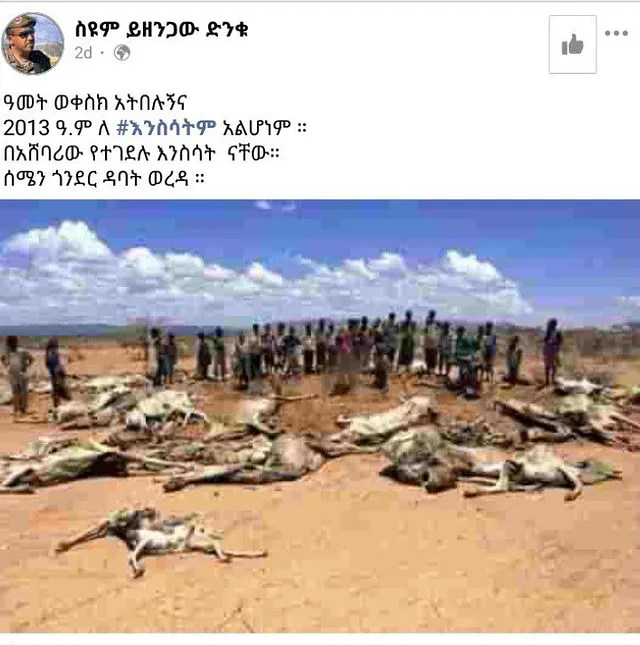 ስዩም ይዘንጋው ድንቁ
2d ·
ዓመት ወቀስክ አትበሉኝና
2013 ዓ.ም ለ #እንስሳትም አልሆነም ።
በአሸባሪው የተገደሉ እንስሳት ናቸው።
ሰሜን ጎንደር ዳባት ወረዳ ።